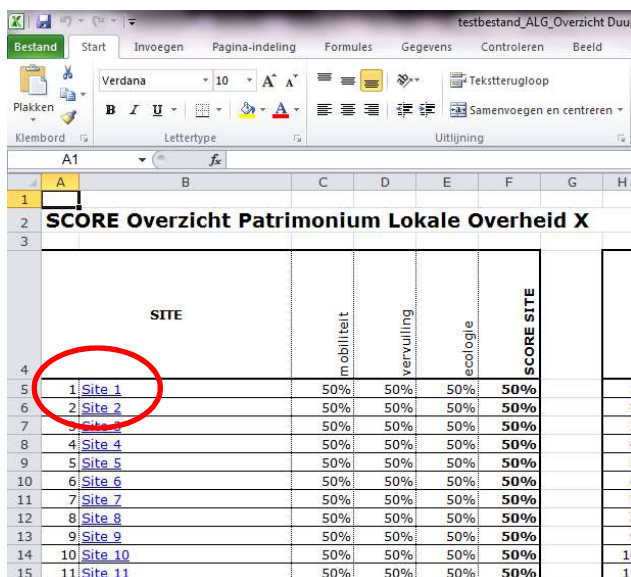 testbestand_ALG_Overzicht Duu
Bestand Start Invoegen Pagina-indeling Formules Gegevens Controleren Beeld
Verdana 10 A A Tekstterugloop
Plakken B I U A Samenvoegen en centreren
Klembord Lettertype Uitlijning
A1 fx
A B C D E F G H
1
2 SCORE Overzicht Patrimonium Lokale Overheid X
3
4 SITE mobiliteit vervuiling ecologie SCORE SITE
5 1 Site 1 50% 50% 50% 50%
6 2 Site 2 50% 50% 50% 50%
7 3 Site 3 50% 50% 50% 50%
8 4 Site 4 50% 50% 50% 50%
9 5 Site 5 50% 50% 50% 50%
10 6 Site 6 50% 50% 50% 50%
11 7 Site 7 50% 50% 50% 50%
12 8 Site 8 50% 50% 50% 50%
13 9 Site 9 50% 50% 50% 50%
14 10 Site 10 50% 50% 50% 50% 1
15 11 Site 11 50% 50% 50% 50% 1